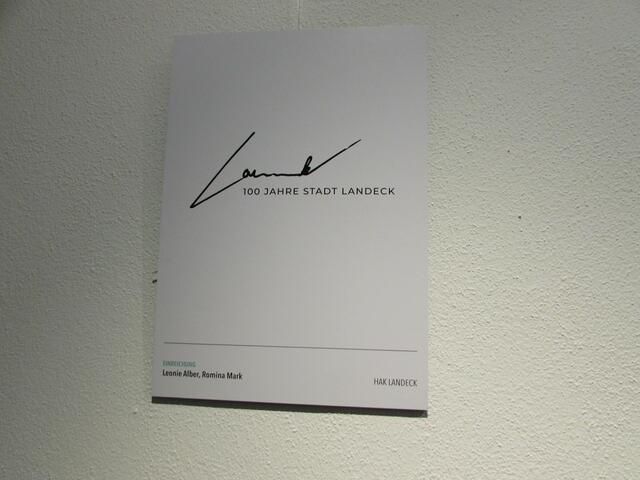 100 JAHRE STADT LANDECK
EINREICHUNG
Leonie Alber, Romina Mark
HAK LANDECK